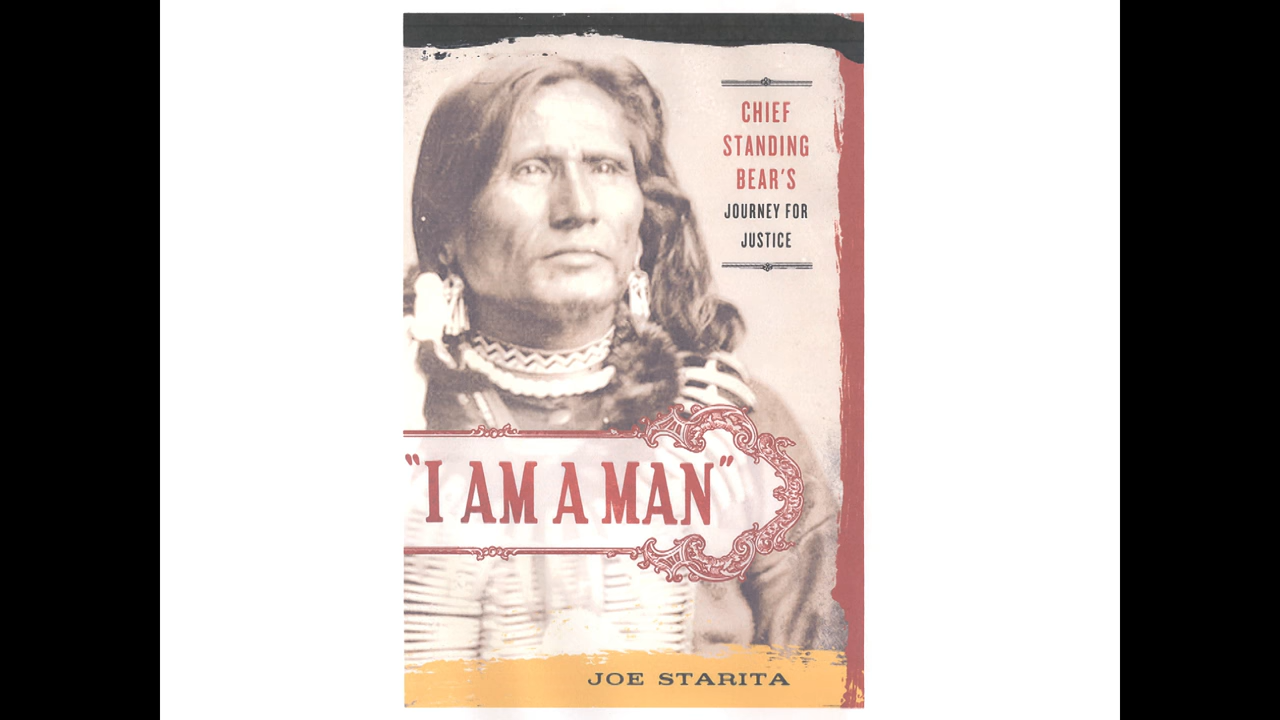 CHIEF
STANDING
BEAR'S
JOURNEY FOR
JUSTICE
"I AM A MAN"
JOE STARITA